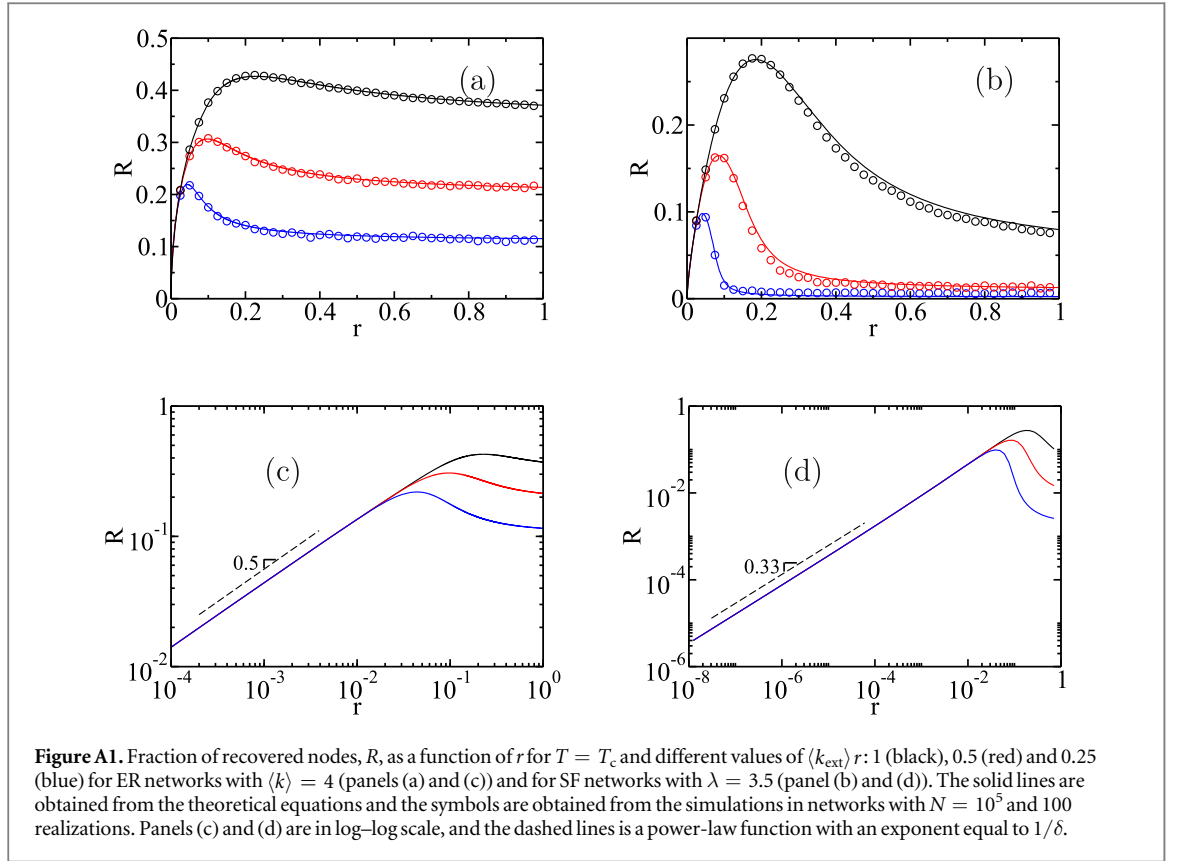 0.5
0.4
0.3
0.2
0.1
0
R
(a)
0 0.2 0.4 0.6 0.8 1
r
0.2
0.1
0
R
(b)
0 0.2 0.4 0.6 0.8 1
r
1
10^-1
10^-2
R
(c)
0.5
10^-4 10^-3 10^-2 10^-1 10^0
r
1
10^-2
10^-4
10^-6
R
(d)
0.33
10^-8 10^-6 10^-4 10^-2 1
r
Figure A1. Fraction of recovered nodes, R, as a function of r for T = T_c and different values of ⟨k_ext⟩ r: 1 (black), 0.5 (red) and 0.25
(blue) for ER networks with ⟨k⟩ = 4 (panels (a) and (c)) and for SF networks with λ = 3.5 (panel (b) and (d)). The solid lines are
obtained from the theoretical equations and the symbols are obtained from the simulations in networks with N = 10^5 and 100
realizations. Panels (c) and (d) are in log–log scale, and the dashed lines is a power-law function with an exponent equal to 1/δ.